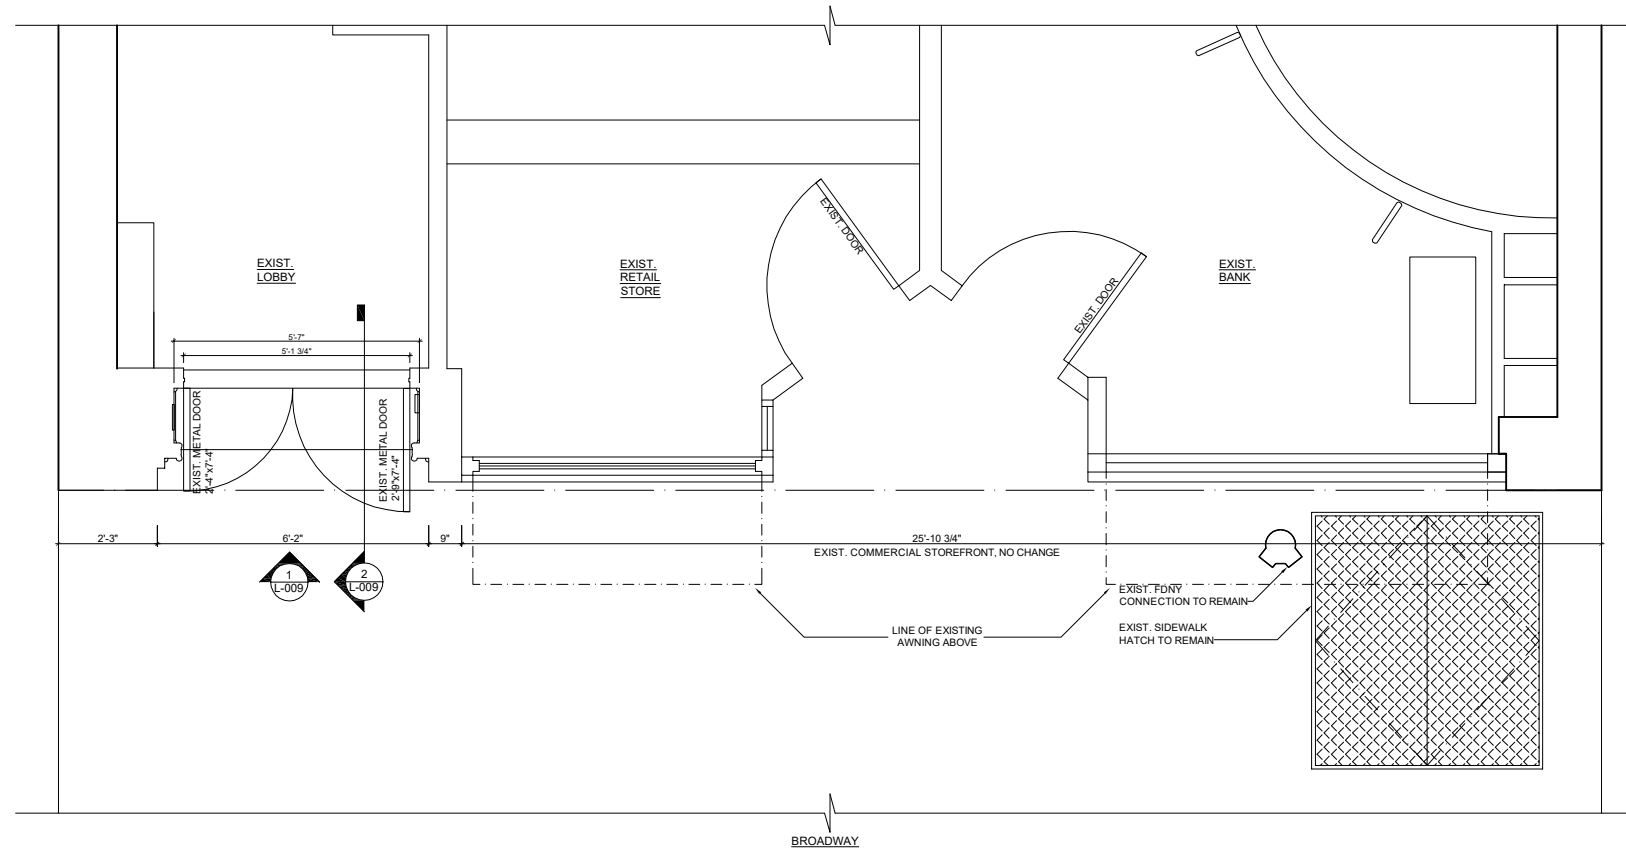 EXIST. DOOR
EXIST.
LOBBY
EXIST.
RETAIL
STORE
EXIST.
BANK
EXIST. DOOR
5'-7"
5'-1 3/4"
EXIST. METAL DOOR
2'-4"x7'-4"
EXIST. METAL DOOR
2'-9"x7'-4"
2'-3"
6'-2"
9"
25'-10 3/4"
EXIST. COMMERCIAL STOREFRONT, NO CHANGE
1
L-009
2
L-009
EXIST. FDNY
CONNECTION TO REMAIN
LINE OF EXISTING
AWNING ABOVE
EXIST. SIDEWALK
HATCH TO REMAIN
BROADWAY